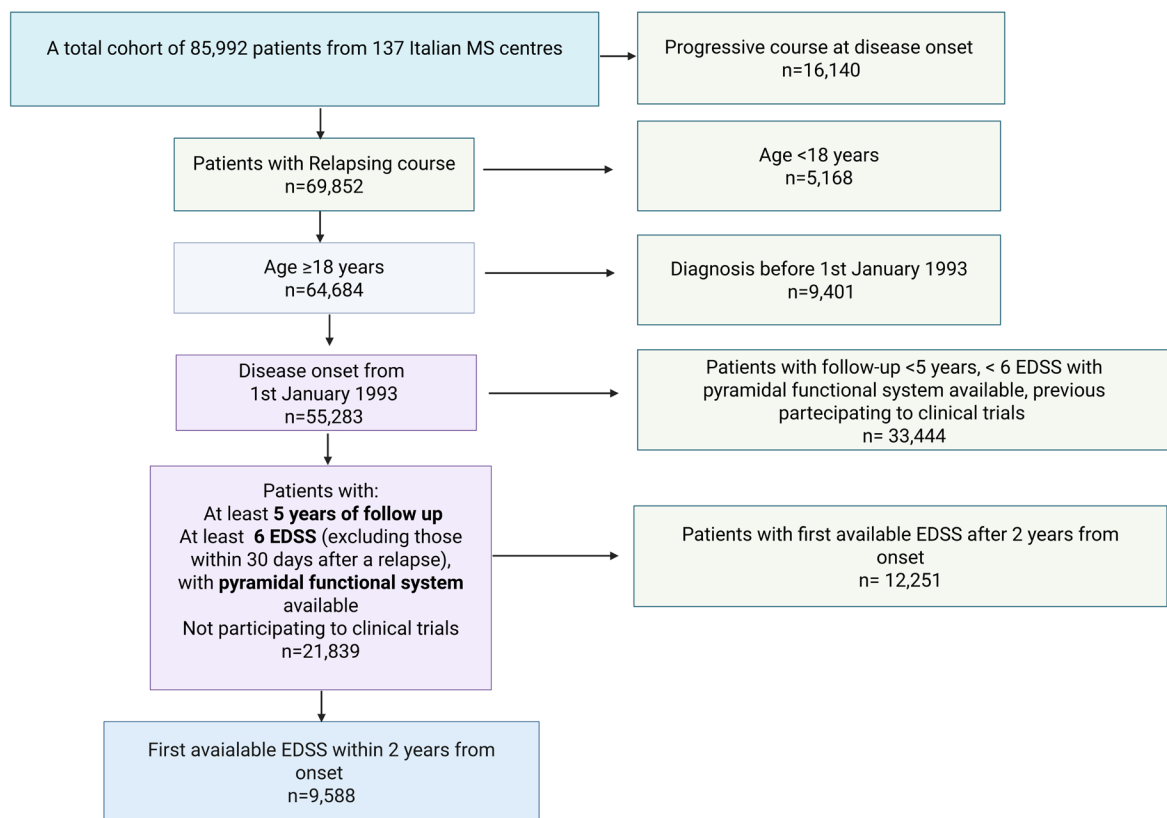 A total cohort of 85,992 patients from 137 Italian MS centres
Progressive course at disease onset
n=16,140
Patients with Relapsing course
n=69,852
Age <18 years
n=5,168
Age ≥18 years
n=64,684
Diagnosis before 1st January 1993
n=9,401
Disease onset from
1st January 1993
n=55,283
Patients with follow-up <5 years, < 6 EDSS with
pyramidal functional system available, previous
partecipating to clinical trials
n= 33,444
Patients with:
At least 5 years of follow up
At least 6 EDSS (excluding those
within 30 days after a relapse),
with pyramidal functional system
available
Not participating to clinical trials
n=21,839
Patients with first available EDSS after 2 years from
onset
n= 12,251
First avaialable EDSS within 2 years from
onset
n=9,588